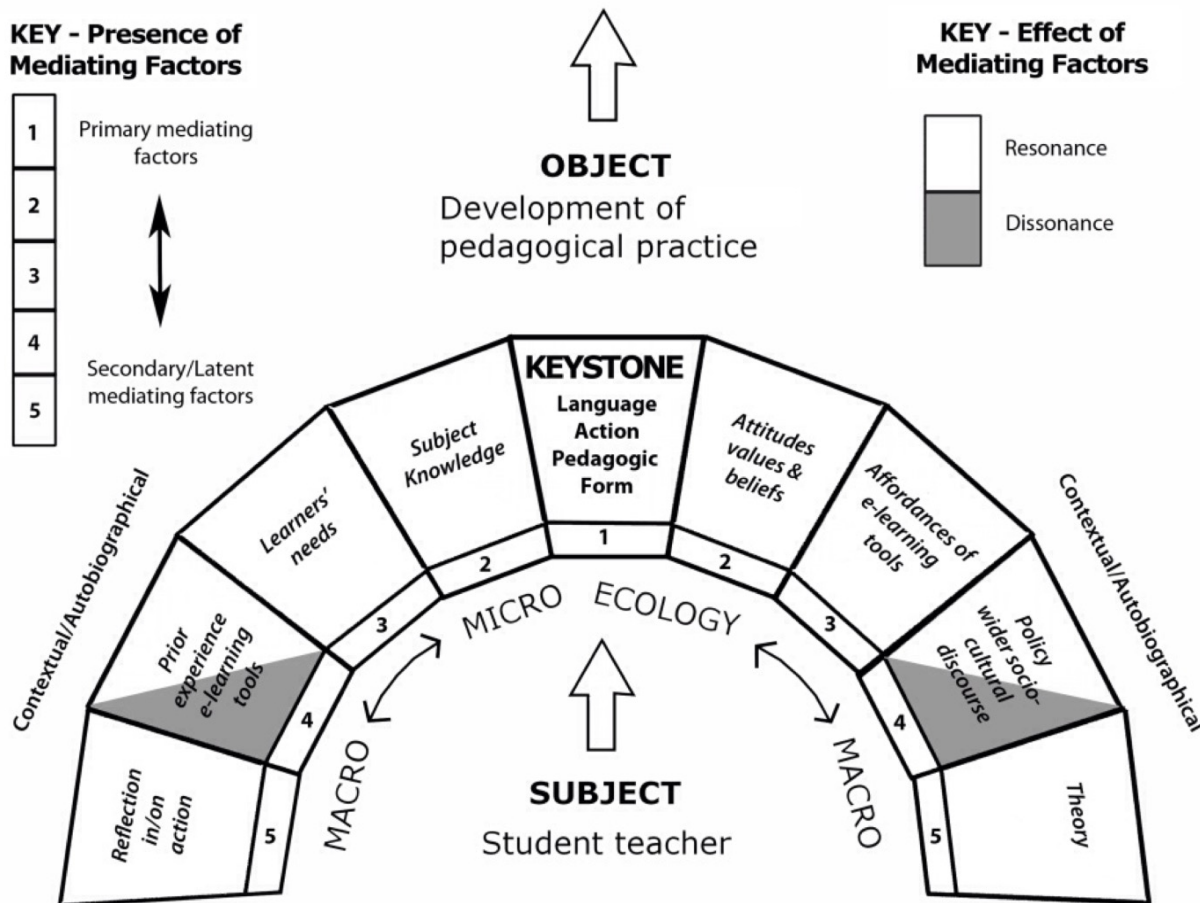 KEY - Presence of
Mediating Factors
1
Primary mediating
factors
2
3
4
Secondary/Latent
mediating factors
5
OBJECT
Development of
pedagogical practice
KEY - Effect of
Mediating Factors
Resonance
Dissonance
Contextual/Autobiographical
Reflection
in/on
action
5
Prior
experience
e-learning
tools
4
Learners'
needs
3
Subject
Knowledge
2
KEYSTONE
Language
Action
Pedagogic
Form
1
Attitudes
values &
beliefs
2
Affordances of
e-learning
tools
3
Policy
wider socio-
cultural
discourse
4
Theory
5
Contextual/Autobiographical
MICRO ECOLOGY
MACRO
MACRO
SUBJECT
Student teacher